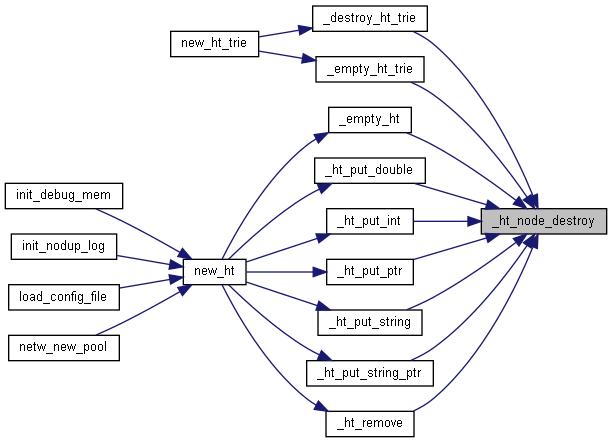 _destroy_ht_trie
new_ht_trie
_empty_ht_trie
_empty_ht
_ht_put_double
init_debug_mem
_ht_put_int
_ht_node_destroy
init_nodup_log
new_ht
_ht_put_ptr
load_config_file
_ht_put_string
netw_new_pool
_ht_put_string_ptr
_ht_remove